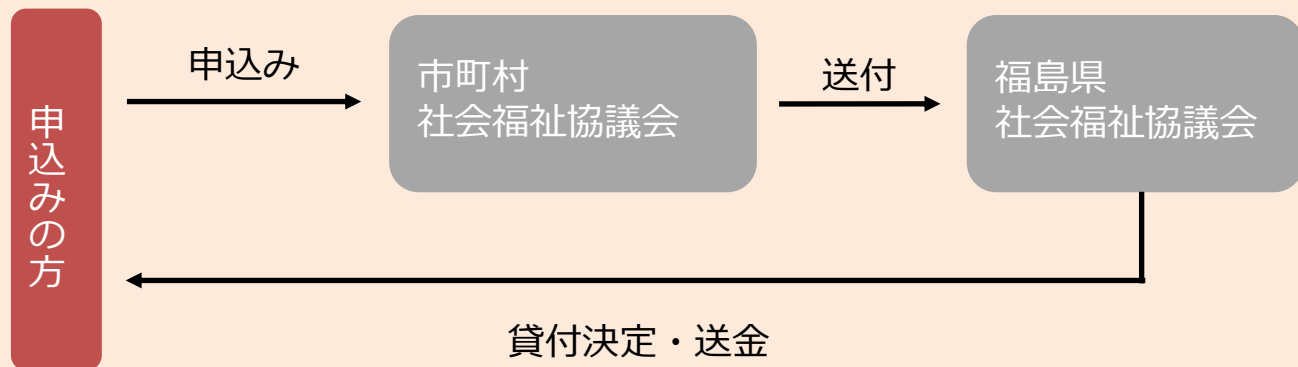 申込みの方
申込み
市町村
社会福祉協議会
送付
福島県
社会福祉協議会
貸付決定・送金